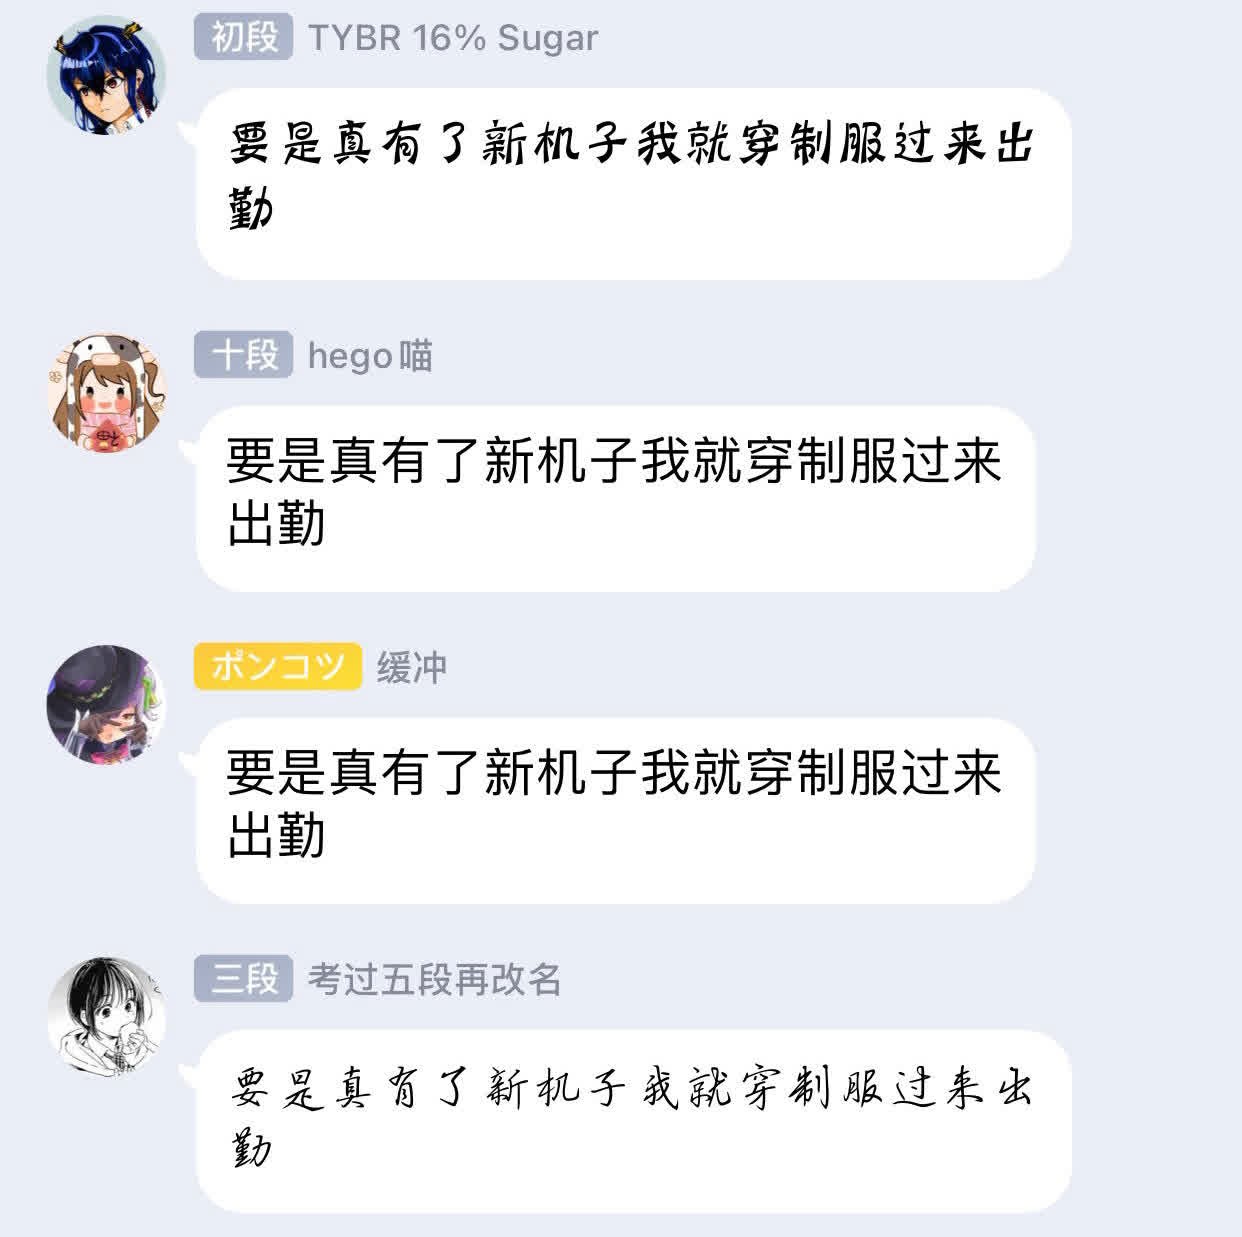 初段 TYBR 16% Sugar
要是真有了新机子我就穿制服过来出
勤
十段 hego喵
要是真有了新机子我就穿制服过来
出勤
ポンコツ 缓冲
要是真有了新机子我就穿制服过来
出勤
三段 考过五段再改名
要是真有了新机子我就穿制服过来出
勤